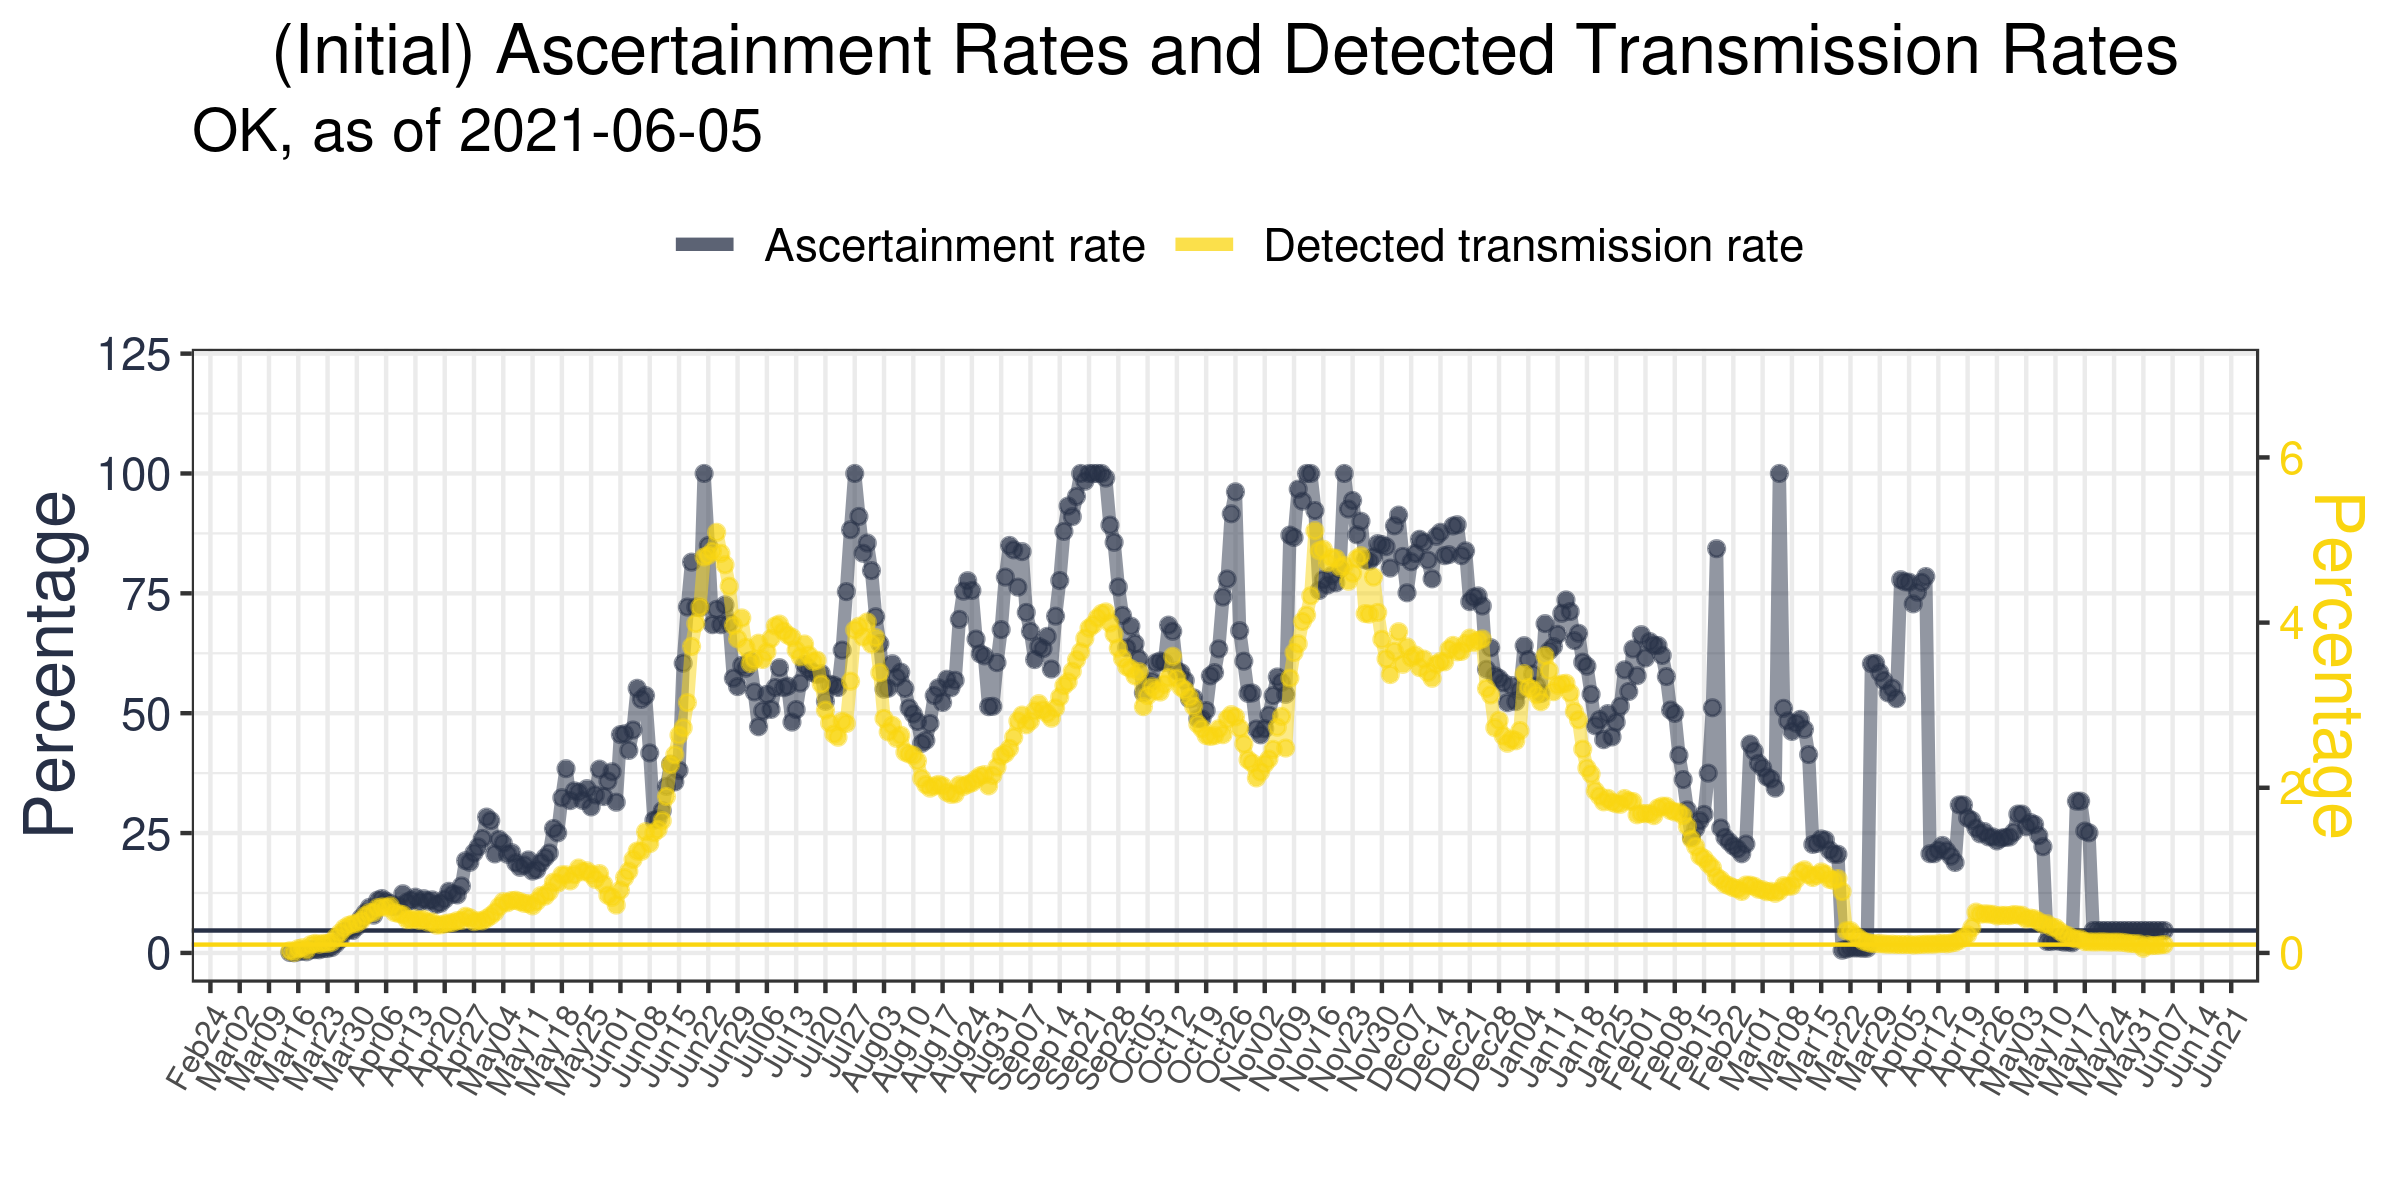 (Initial) Ascertainment Rates and Detected Transmission Rates
OK, as of 2021-06-05
Ascertainment rate
Detected transmission rate
125
100
75
50
25
0
Percentage
6
4
2
0
Percentage
Feb24
Mar02
Mar09
Mar16
Mar23
Mar30
Apr06
Apr13
Apr20
Apr27
May04
May11
May18
May25
Jun01
Jun08
Jun15
Jun22
Jun29
Jul06
Jul13
Jul20
Jul27
Aug03
Aug10
Aug17
Aug24
Aug31
Sep07
Sep14
Sep21
Sep28
Oct05
Oct12
Oct19
Oct26
Nov02
Nov09
Nov16
Nov23
Nov30
Dec07
Dec14
Dec21
Dec28
Jan04
Jan11
Jan18
Jan25
Feb01
Feb08
Feb15
Feb22
Mar01
Mar08
Mar15
Mar22
Mar29
Apr05
Apr12
Apr19
Apr26
May03
May10
May17
May24
May31
Jun07
Jun14
Jun21